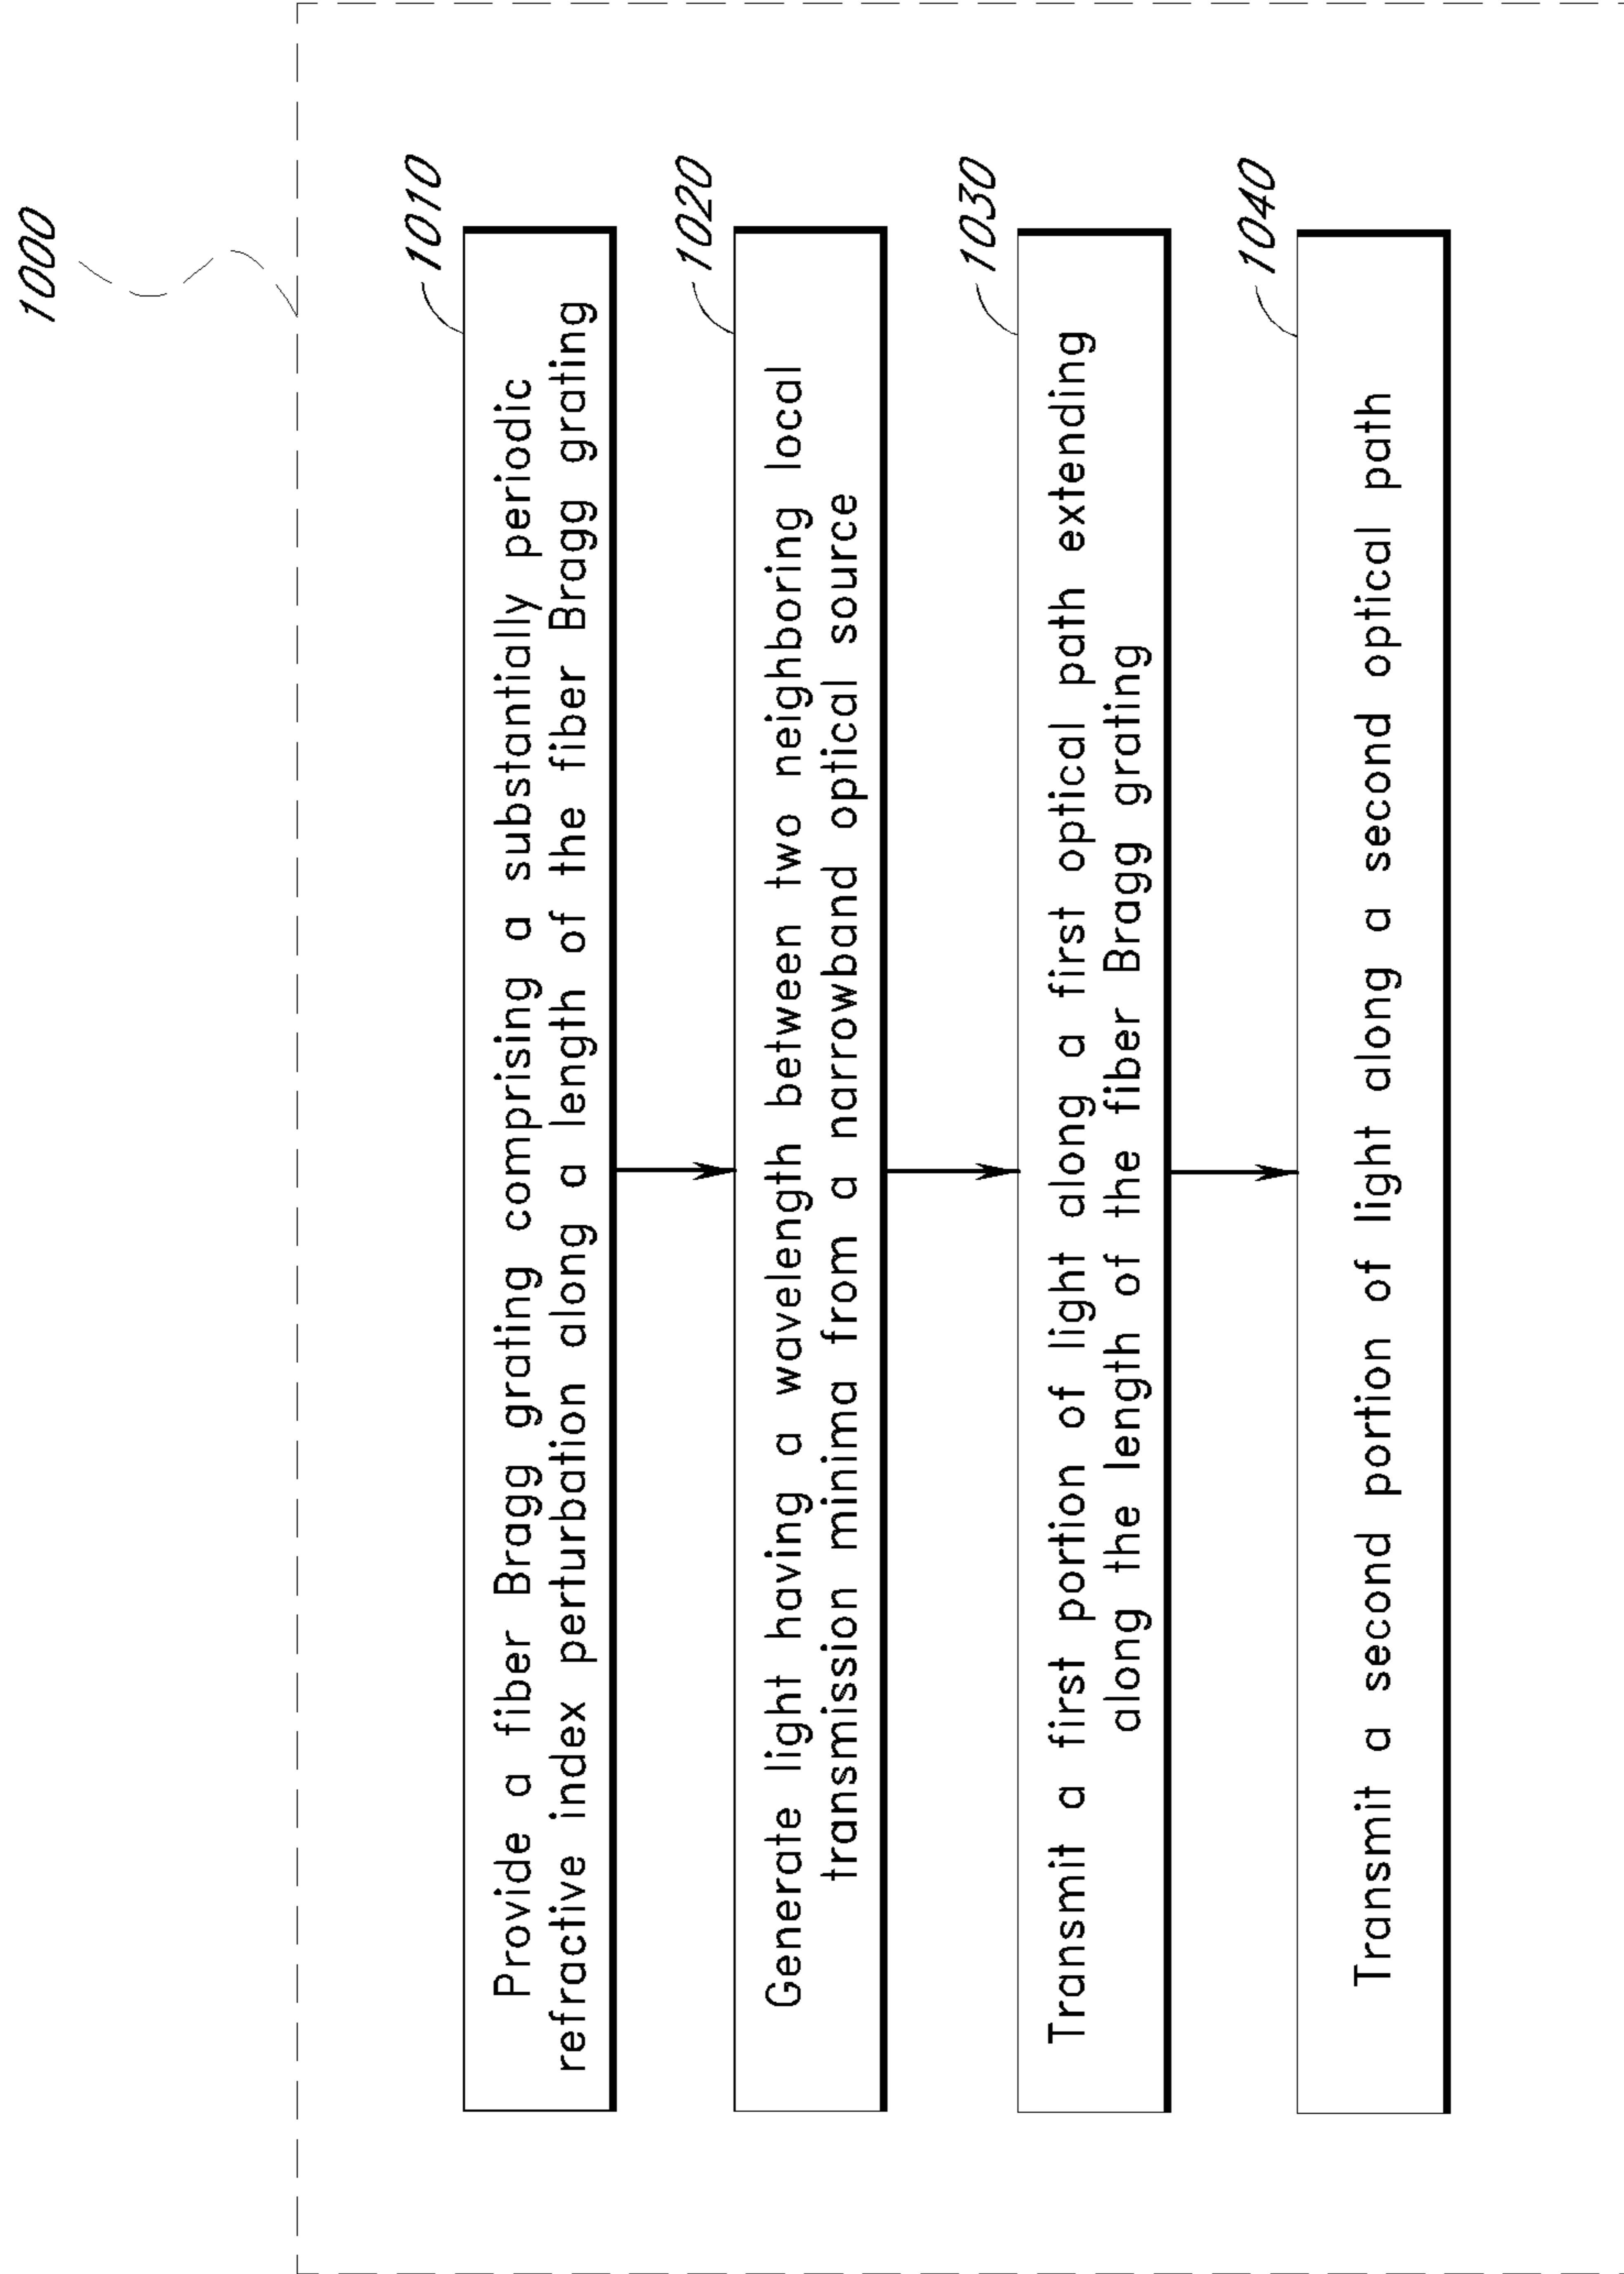 1000
1010
Provide a fiber Bragg grating comprising a substantially periodic
refractive index perturbation along a length of the fiber Bragg grating
1020
Generate light having a wavelength between two neighboring local
transmission minima from a narrowband optical source
1030
Transmit a first portion of light along a first optical path extending
along the length of the fiber Bragg grating
1040
Transmit a second portion of light along a second optical path